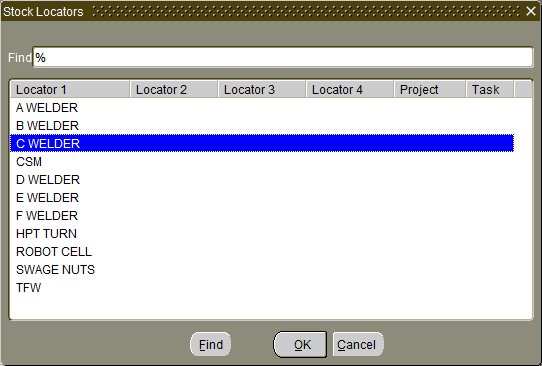 Stock Locators
Find %
Locator 1 Locator 2 Locator 3 Locator 4 Project Task
A WELDER
B WELDER
C WELDER
CSM
D WELDER
E WELDER
F WELDER
HPT TURN
ROBOT CELL
SWAGE NUTS
TFW
Find OK Cancel